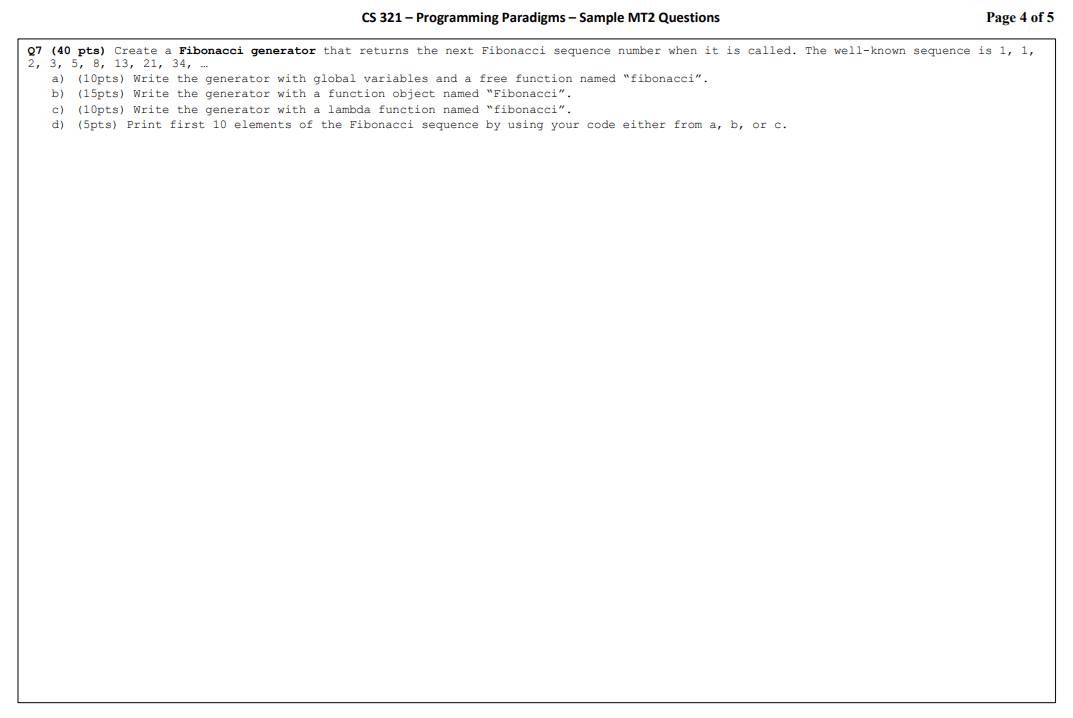 CS 321 – Programming Paradigms – Sample MT2 Questions
Page 4 of 5
Q7 (40 pts) Create a Fibonacci generator that returns the next Fibonacci sequence number when it is called. The well-known sequence is 1, 1,
2, 3, 5, 8, 13, 21, 34, …
a) (10pts) Write the generator with global variables and a free function named “fibonacci”.
b) (15pts) Write the generator with a function object named “Fibonacci”.
c) (10pts) Write the generator with a lambda function named “fibonacci”.
d) (5pts) Print first 10 elements of the Fibonacci sequence by using your code either from a, b, or c.